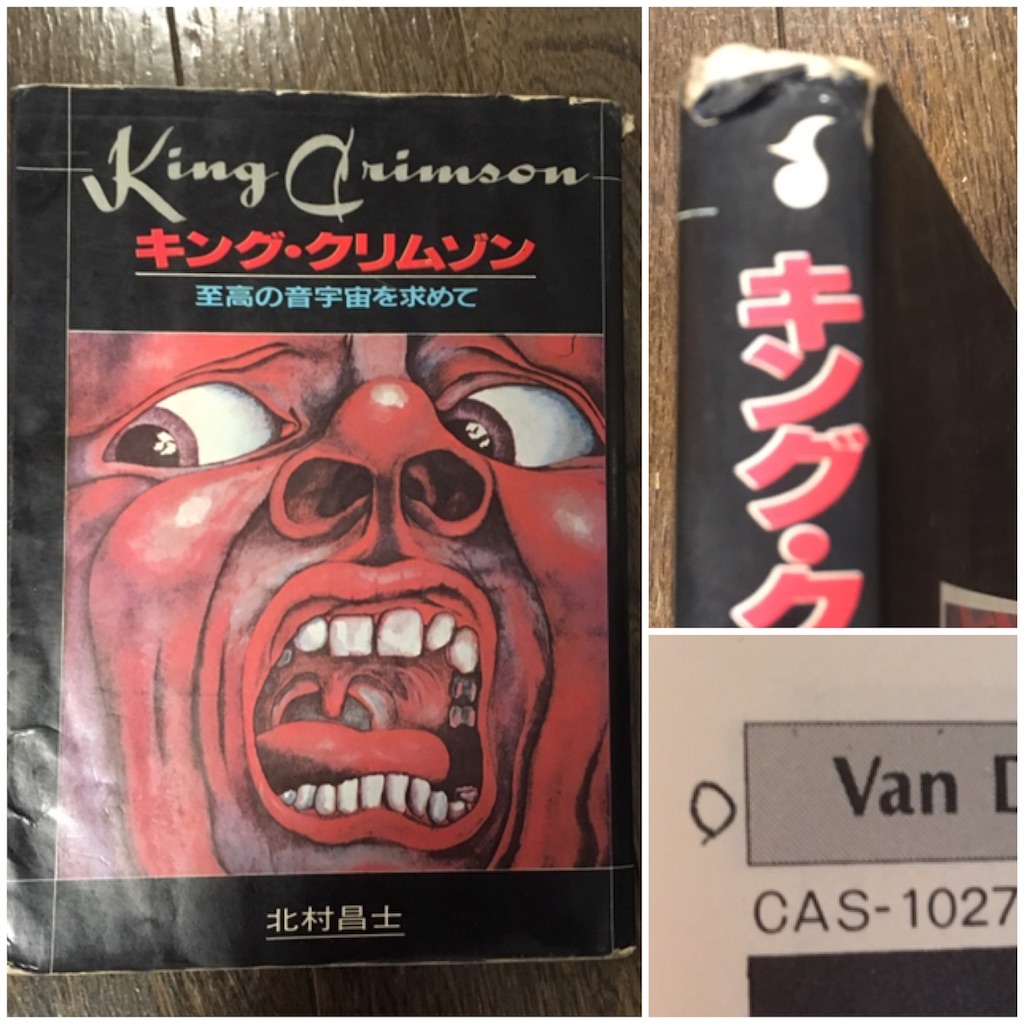 King Crimson
キング・クリムゾン
至高の音宇宙を求めて
北村昌士
キング・ク
Van D
CAS-1027